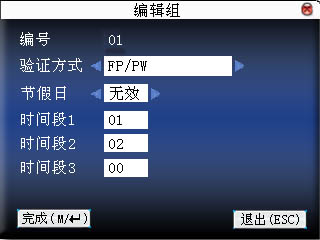 编辑组
编号 01
验证方式 FP/PW
节假日 无效
时间段1 01
时间段2 02
时间段3 00
完成(M/↵) 退出(ESC)